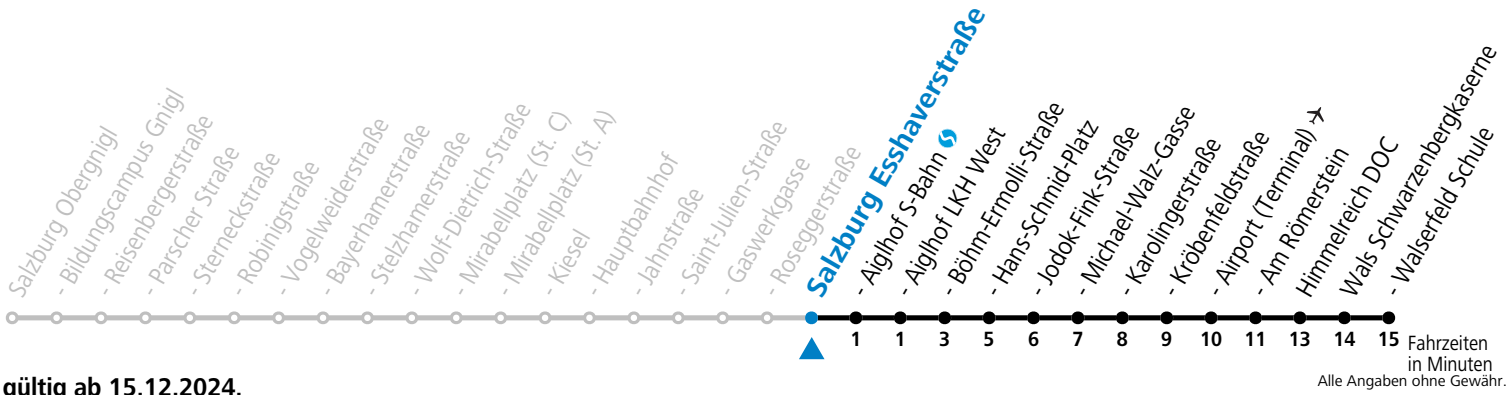 Salzburg Obergnigl
- Bildungscampus Gnigl
- Reisenbergerstraße
- Parscher Straße
- Sterneckstraße
- Robinigstraße
- Vogelweiderstraße
- Bayerhamerstraße
- Stelzhamerstraße
- Wolf-Dietrich-Straße
- Mirabellplatz (St. C)
- Mirabellplatz (St. A)
- Kiesel
- Hauptbahnhof
- Jahnstraße
- Saint-Julien-Straße
- Gaswerkgasse
- Roseggerstraße
Salzburg Esshaverstraße
- Aiglhof S-Bahn
- Aiglhof LKH West
- Böhm-Ermolli-Straße
- Hans-Schmid-Platz
- Jodok-Fink-Straße
- Michael-Walz-Gasse
- Karolingerstraße
- Kröbenfeldstraße
- Airport (Terminal)
- Am Römerstein
Himmelreich DOC
Wals Schwarzenbergkaserne
- Walserfeld Schule
1 1 3 5 6 7 8 9 10 11 13 14 15
Fahrzeiten
in Minuten
Alle Angaben ohne Gewähr.
gültig ab 15.12.2024.